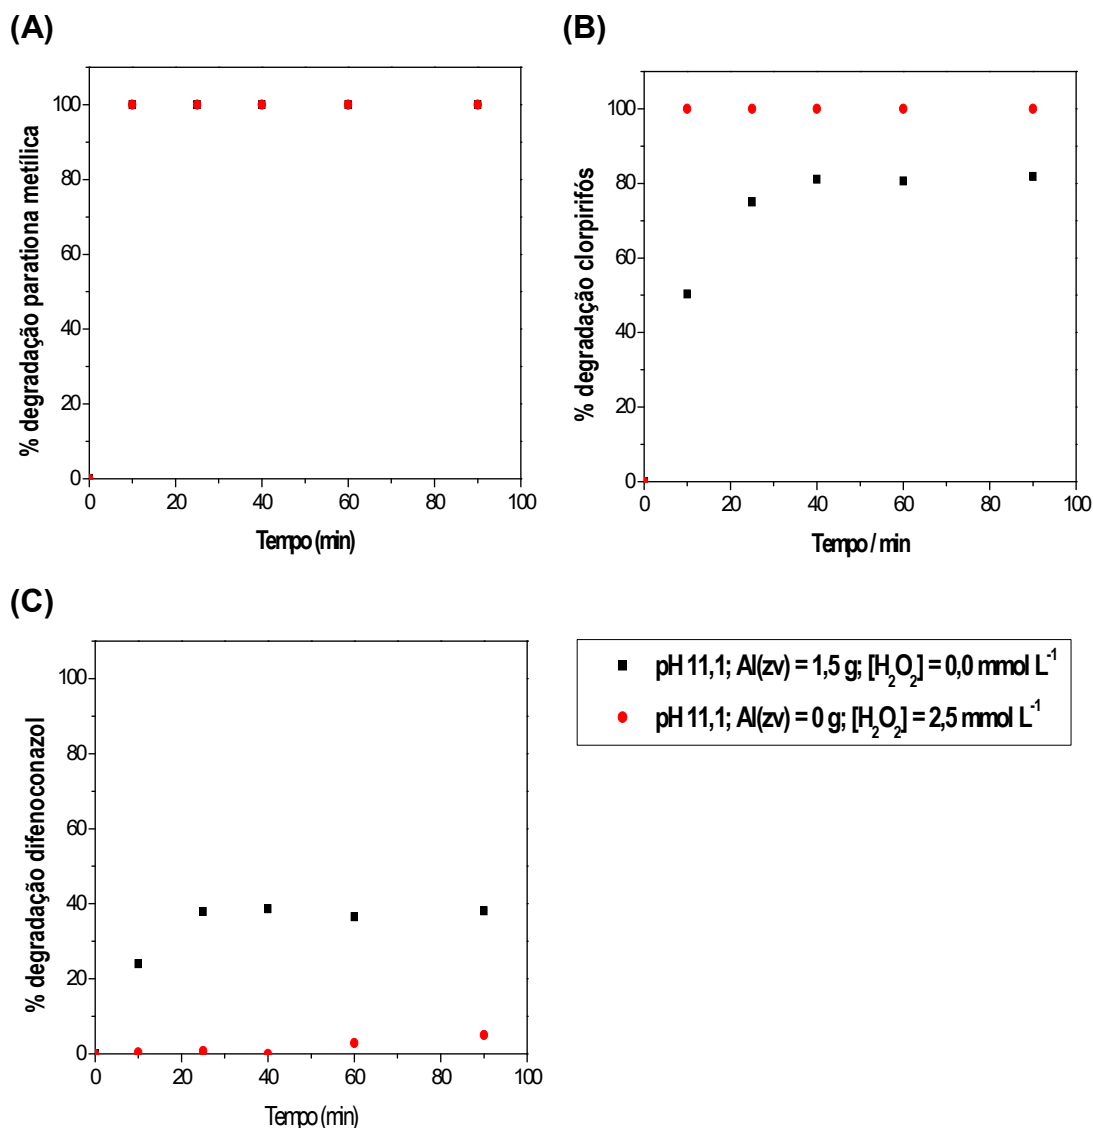 (A)
% degradação parationa metílica
100
80
60
40
20
0
0 20 40 60 80 100
Tempo (min)
(B)
% degradação clorpirifós
100
80
60
40
20
0
0 20 40 60 80 100
Tempo / min
(C)
% degradação difenoconazol
100
80
60
40
20
0
0 20 40 60 80 100
Tempo (min)
pH 11,1; Al(zv) = 1,5 g; [H₂O₂] = 0,0 mmol L⁻¹
pH 11,1; Al(zv) = 0 g; [H₂O₂] = 2,5 mmol L⁻¹